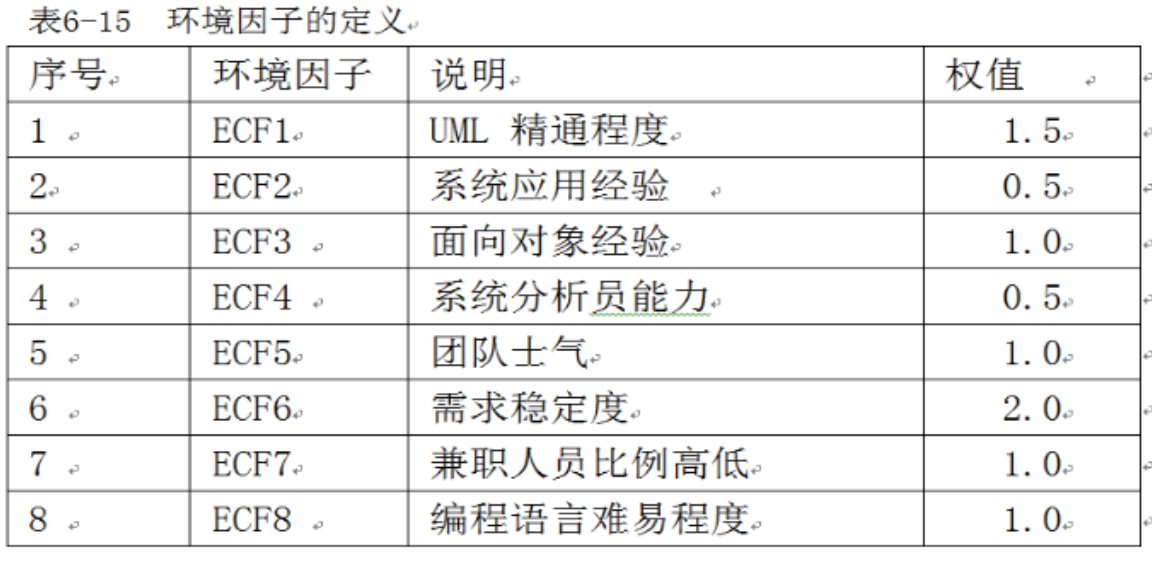 表6-15 环境因子的定义
序号 环境因子 说明 权值
1 ECF1 UML 精通程度 1.5
2 ECF2 系统应用经验 0.5
3 ECF3 面向对象经验 1.0
4 ECF4 系统分析员能力 0.5
5 ECF5 团队士气 1.0
6 ECF6 需求稳定度 2.0
7 ECF7 兼职人员比例高低 1.0
8 ECF8 编程语言难易程度 1.0